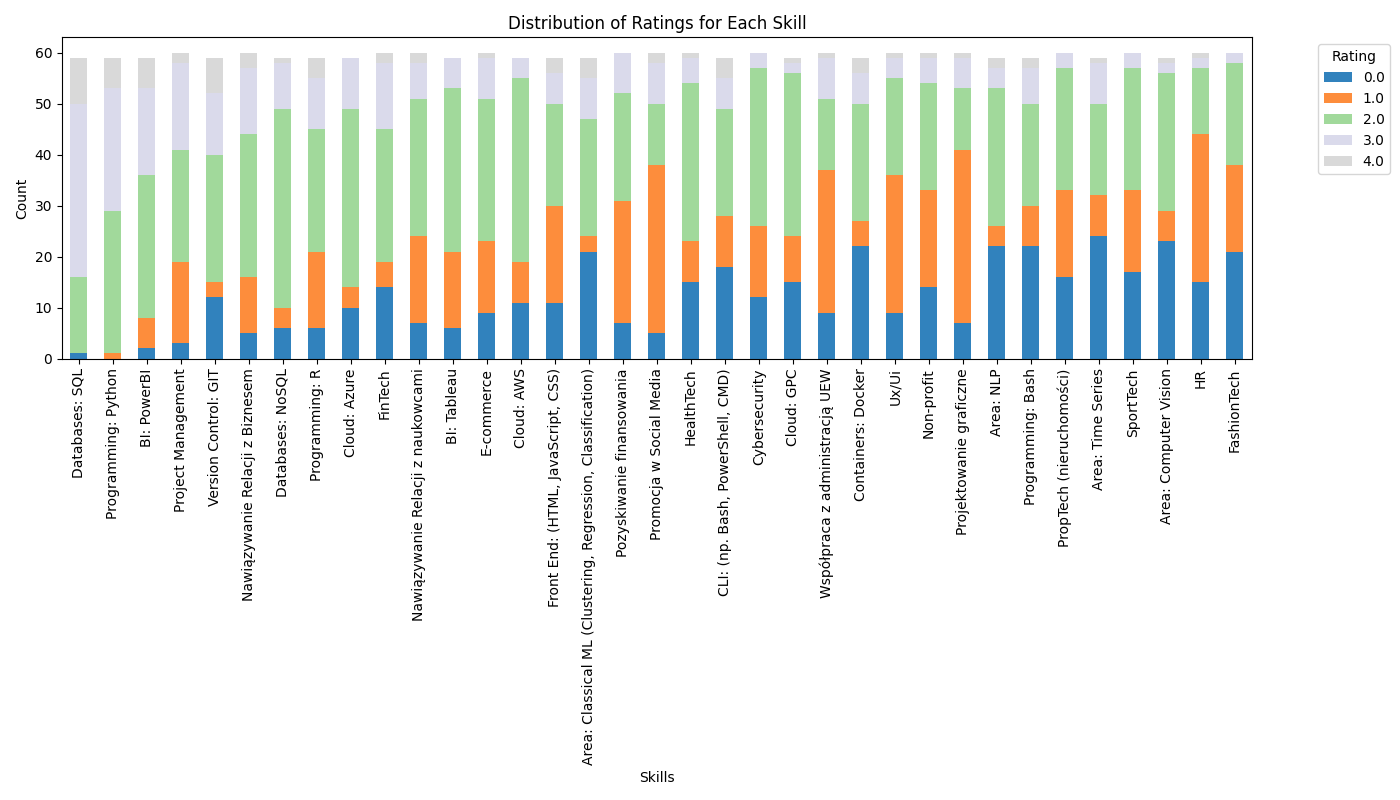 Distribution of Ratings for Each Skill
Rating
0.0
1.0
2.0
3.0
4.0
Count
60
50
40
30
20
10
0
Databases: SQL
Programming: Python
BI: PowerBI
Project Management
Version Control: GIT
Nawiązywanie Relacji z Biznesem
Databases: NoSQL
Programming: R
Cloud: Azure
FinTech
Nawiązywanie Relacji z naukowcami
BI: Tableau
E-commerce
Cloud: AWS
Front End: (HTML, JavaScript, CSS)
Area: Classical ML (Clustering, Regression, Classification)
Pozyskiwanie finansowania
Promocja w Social Media
HealthTech
CLI: (np. Bash, PowerShell, CMD)
Cybersecurity
Cloud: GPC
Współpraca z administracją UEW
Containers: Docker
Ux/Ui
Non-profit
Projektowanie graficzne
Area: NLP
Programming: Bash
PropTech (nieruchomości)
Area: Time Series
SportTech
Area: Computer Vision
HR
FashionTech
Skills